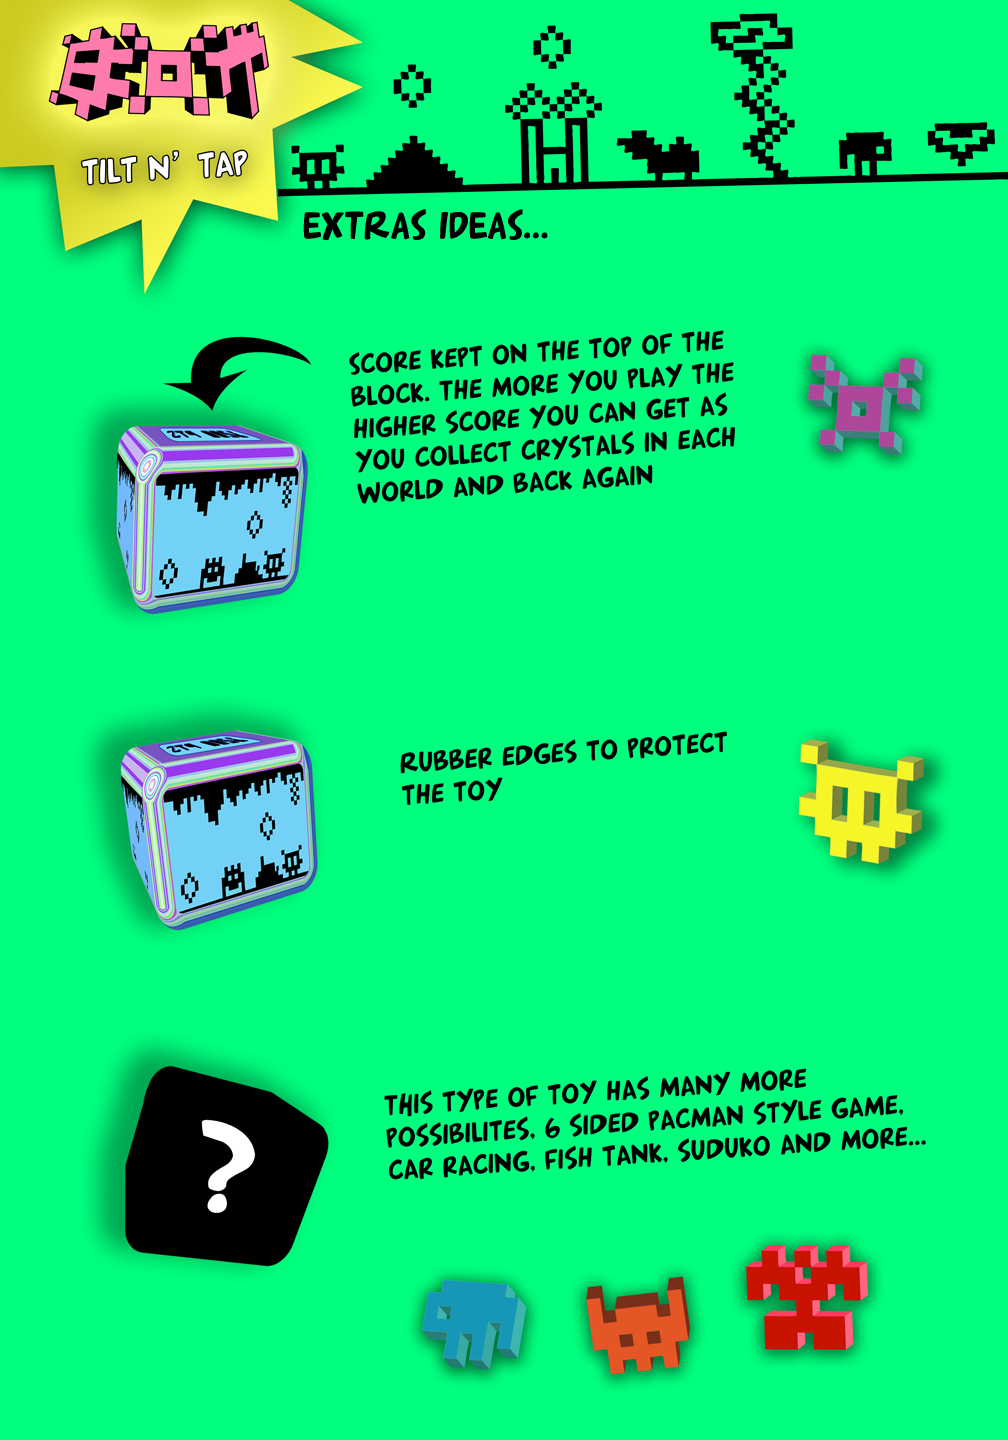 TILT N' TAP
EXTRAS IDEAS...
SCORE KEPT ON THE TOP OF THE
BLOCK. THE MORE YOU PLAY THE
HIGHER SCORE YOU CAN GET AS
YOU COLLECT CRYSTALS IN EACH
WORLD AND BACK AGAIN
RUBBER EDGES TO PROTECT
THE TOY
?
THIS TYPE OF TOY HAS MANY MORE
POSSIBILITES, 6 SIDED PACMAN STYLE GAME,
CAR RACING, FISH TANK, SUDUKO AND MORE...